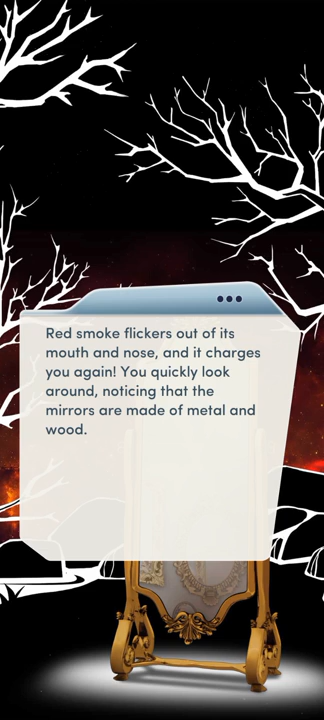 Red smoke flickers out of its
mouth and nose, and it charges
you again! You quickly look
around, noticing that the
mirrors are made of metal and
wood.